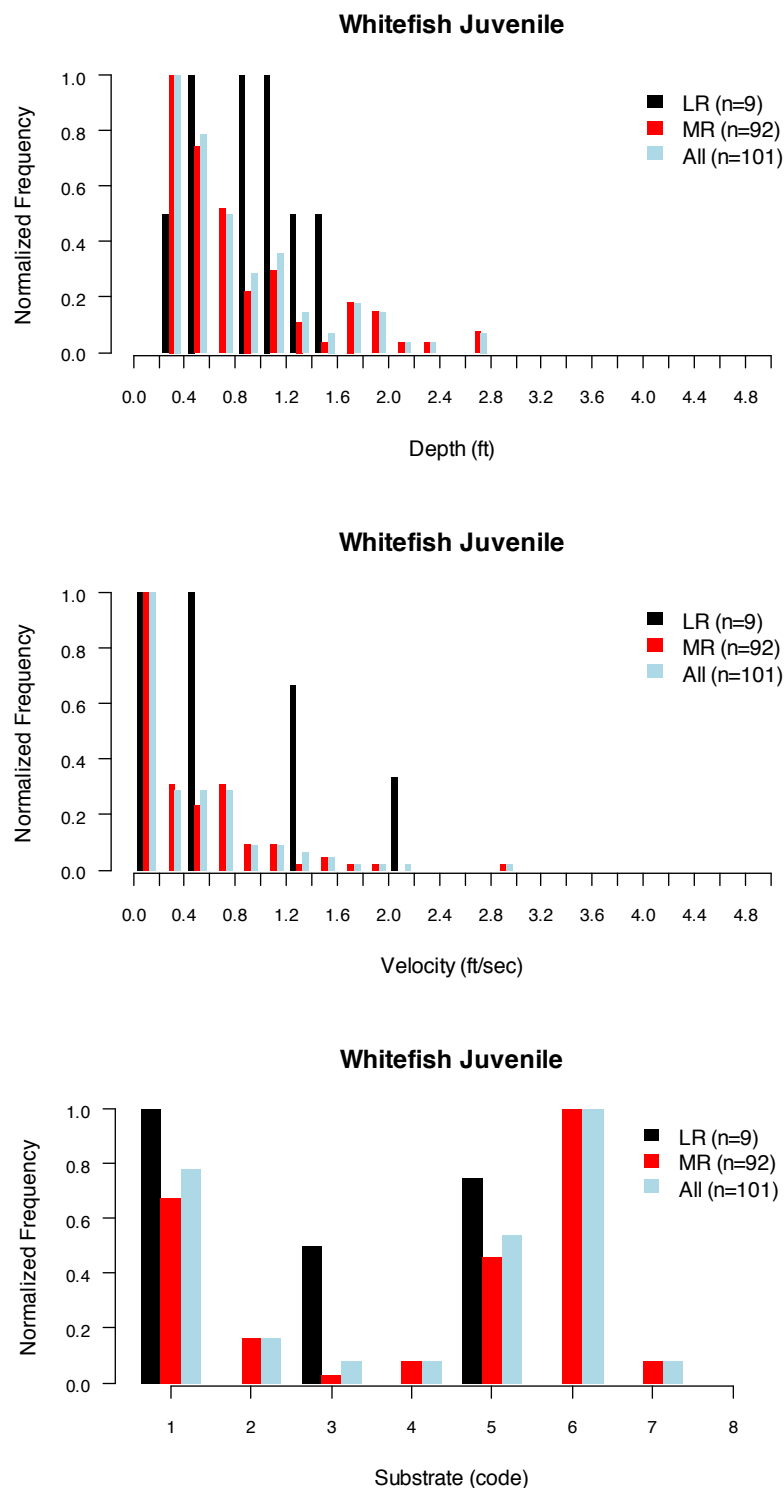 Whitefish Juvenile
Normalized Frequency
1.0
0.8
0.6
0.4
0.2
0.0
LR (n=9)
MR (n=92)
All (n=101)
0.0 0.4 0.8 1.2 1.6 2.0 2.4 2.8 3.2 3.6 4.0 4.4 4.8
Depth (ft)
Whitefish Juvenile
Normalized Frequency
1.0
0.8
0.6
0.4
0.2
0.0
LR (n=9)
MR (n=92)
All (n=101)
0.0 0.4 0.8 1.2 1.6 2.0 2.4 2.8 3.2 3.6 4.0 4.4 4.8
Velocity (ft/sec)
Whitefish Juvenile
Normalized Frequency
1.0
0.8
0.6
0.4
0.2
0.0
LR (n=9)
MR (n=92)
All (n=101)
1 2 3 4 5 6 7 8
Substrate (code)